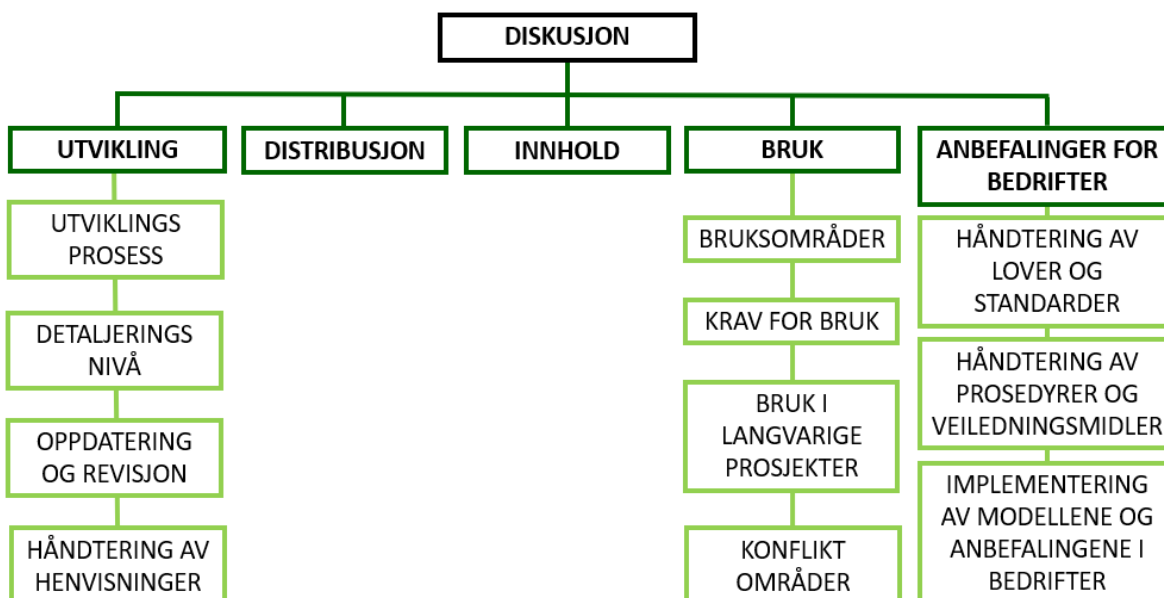 DISKUSJON
UTVIKLING
DISTRIBUSJON
INNHOLD
BRUK
ANBEFALINGER FOR
BEDRIFTER
UTVIKLINGS
PROSESS
DETALJERINGS
NIVÅ
OPPDATERING
OG REVISJON
HÅNDTERING AV
HENVISNINGER
BRUKSOMRÅDER
KRAV FOR BRUK
BRUK I
LANGVARIGE
PROSJEKTER
KONFLIKT
OMRÅDER
HÅNDTERING AV
LOVER OG
STANDARDER
HÅNDTERING AV
PROSEDYRER OG
VEILEDNINGSMIDLER
IMPLEMENTERING
AV MODELLENE OG
ANBEFALINGENE I
BEDRIFTER